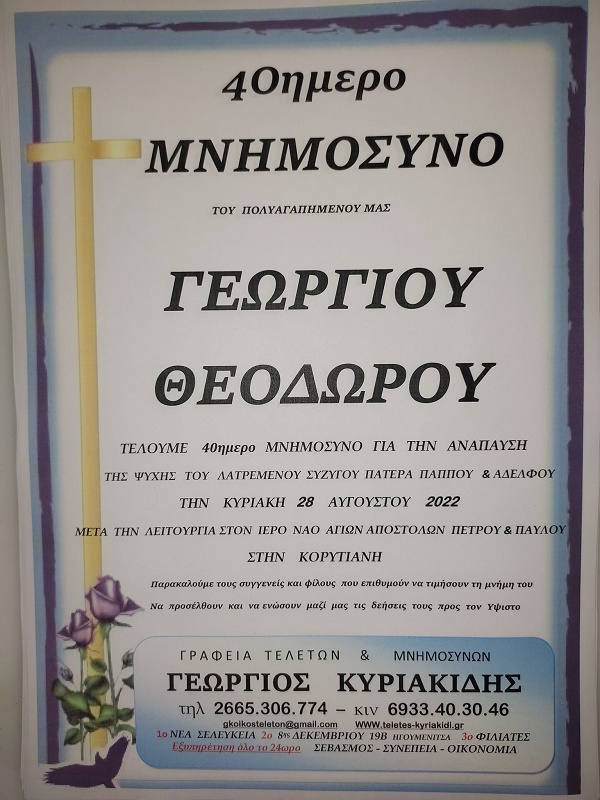 40ημερο
ΜΝΗΜΟΣΥΝΟ
ΤΟΥ ΠΟΛΥΑΓΑΠΗΜΕΝΟΥ ΜΑΣ
ΓΕΩΡΓΙΟΥ
ΘΕΟΔΩΡΟΥ
ΤΕΛΟΥΜΕ 40ημερο ΜΝΗΜΟΣΥΝΟ ΓΙΑ ΤΗΝ ΑΝΑΠΑΥΣΗ
ΤΗΣ ΨΥΧΗΣ ΤΟΥ ΛΑΤΡΕΜΕΝΟΥ ΣΥΖΥΓΟΥ ΠΑΤΕΡΑ ΠΑΠΠΟΥ & ΑΔΕΛΦΟΥ
ΤΗΝ ΚΥΡΙΑΚΗ 28 ΑΥΓΟΥΣΤΟΥ 2022
ΜΕΤΑ ΤΗΝ ΛΕΙΤΟΥΡΓΙΑ ΣΤΟΝ ΙΕΡΟ ΝΑΟ ΑΓΙΩΝ ΑΠΟΣΤΟΛΩΝ ΠΕΤΡΟΥ & ΠΑΥΛΟΥ
ΣΤΗΝ ΚΟΡΥΤΙΑΝΗ
Παρακαλούμε τους συγγενείς και φίλους που επιθυμούν να τιμήσουν τη μνήμη του
Να προσέλθουν και να ενώσουν μαζί μας τις δεήσεις τους προς τον Υψιστο
ΓΡΑΦΕΙΑ ΤΕΛΕΤΩΝ & ΜΝΗΜΟΣΥΝΩΝ
ΓΕΩΡΓΙΟΣ ΚΥΡΙΑΚΙΔΗΣ
τηλ 2665.306.774 – κιν 6933.40.30.46
gkoikosteleton@gmail.com WWW.teletes-kyriakidi.gr
1ο ΝΕΑ ΣΕΛΕΥΚΕΙΑ 2ο 8ης ΔΕΚΕΜΒΡΙΟΥ 19Β ΗΓΟΥΜΕΝΙΤΣΑ 3ο ΦΙΛΙΑΤΕΣ
Εξυπηρέτηση όλο το 24ωρο ΣΕΒΑΣΜΟΣ - ΣΥΝΕΠΕΙΑ - ΟΙΚΟΝΟΜΙΑ